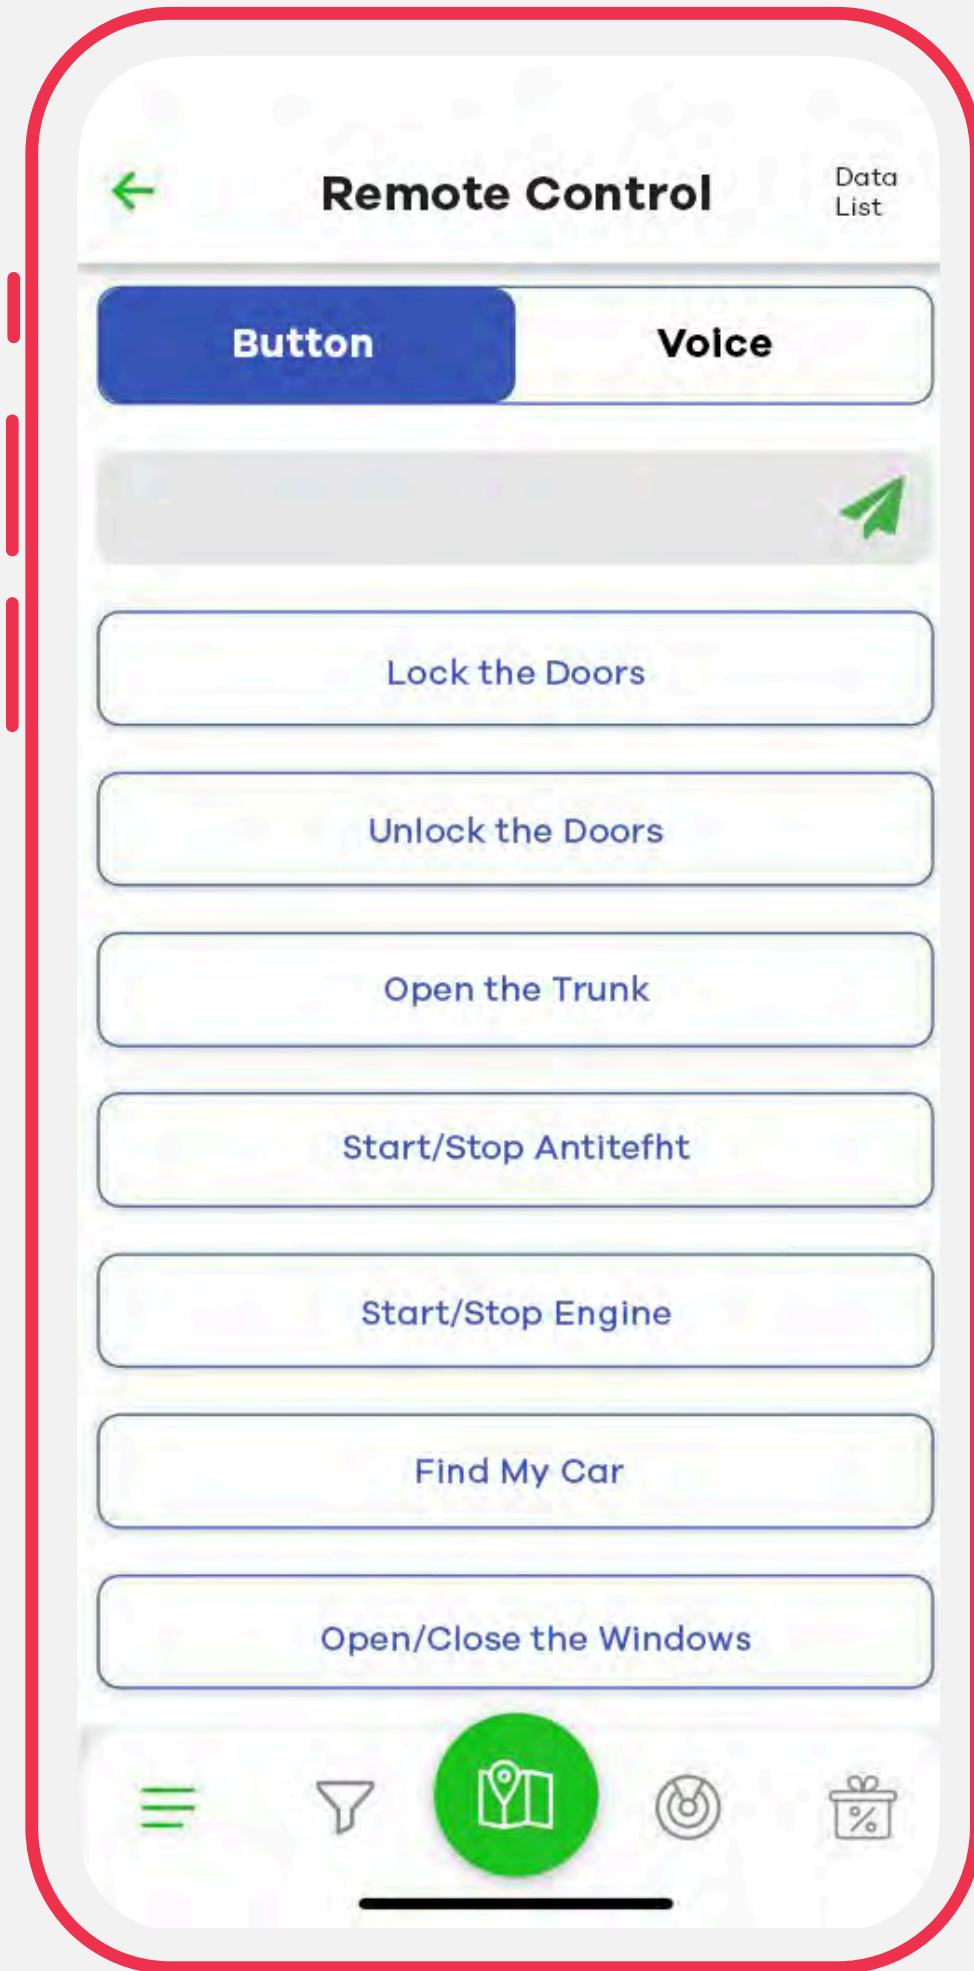 Remote Control
Data
List
Button
Voice
Lock the Doors
Unlock the Doors
Open the Trunk
Start/Stop Antitefht
Start/Stop Engine
Find My Car
Open/Close the Windows
%